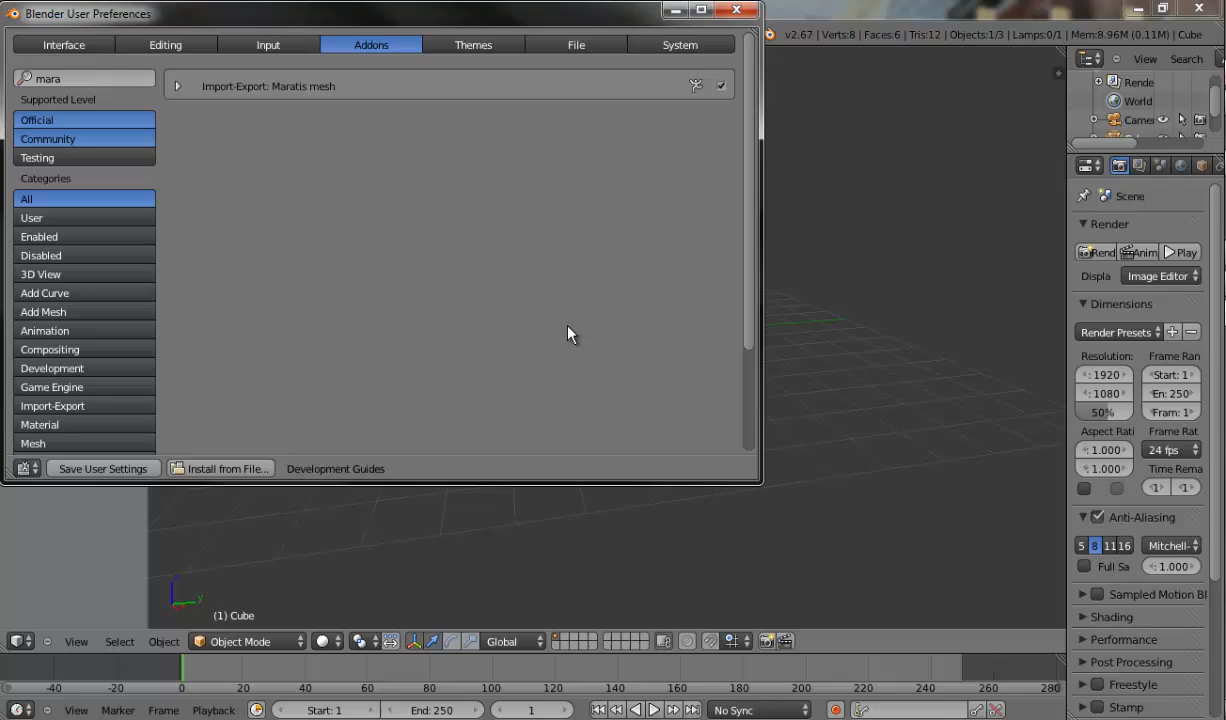 Blender User Preferences
Interface Editing Input Addons Themes File System
mara
Import-Export: Maratis mesh
Supported Level
Official
Community
Testing
Categories
All
User
Enabled
Disabled
3D View
Add Curve
Add Mesh
Animation
Compositing
Development
Game Engine
Import-Export
Material
Mesh
Save User Settings Install from File... Development Guides
v2.67 | Verts:8 | Faces:6 | Tris:12 | Objects:1/3 | Lamps:0/1 | Mem:8.96M (0.11M) | Cube
View Search
Rende
World
Came
Scene
Render
Rend Anim Play
Displa Image Editor
Dimensions
Render Presets
Resolution: Frame Ran
: 1920 Start: 1
: 1080 En: 250
50% Fram: 1
Aspect Rati Frame Rat
: 1.000 24 fps
: 1.000 Time Rema
: 1 : 1
Anti-Aliasing
5 8 11 16 Mitchell-
Full Sa : 1.000
Sampled Motion Bl
Shading
Performance
Post Processing
Freestyle
Stamp
z
y
(1) Cube
View Select Object Object Mode Global
-40 -20 0 20 40 60 80 100 120 140 160 180 200 220 240 260 280
View Marker Frame Playback Start: 1 End: 250 1 No Sync